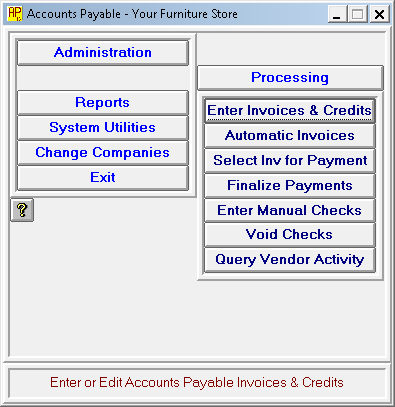 AP
Accounts Payable - Your Furniture Store
Administration
Reports
System Utilities
Change Companies
Exit
?
Processing
Enter Invoices & Credits
Automatic Invoices
Select Inv for Payment
Finalize Payments
Enter Manual Checks
Void Checks
Query Vendor Activity
Enter or Edit Accounts Payable Invoices & Credits